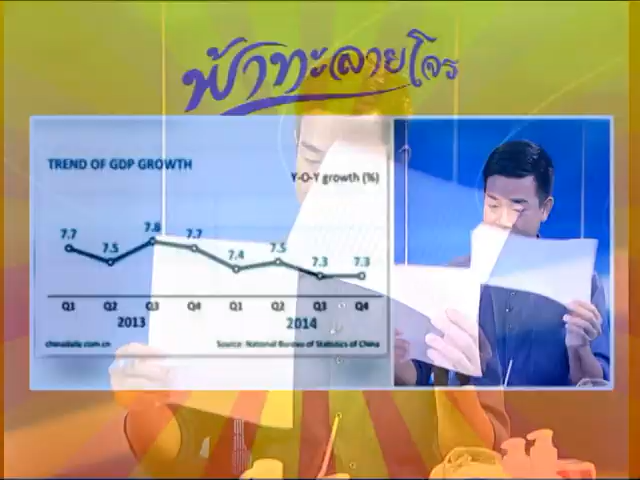 ฟ้าทะลายโจร
TREND OF GDP GROWTH
Y-O-Y growth (%)
7.7 7.5 7.8 7.7 7.4 7.5 7.3 7.3
Q1 Q2 Q3 Q4 Q1 Q2 Q3 Q4
2013 2014
chinadaily.com.cn Source: National Bureau of Statistics of China